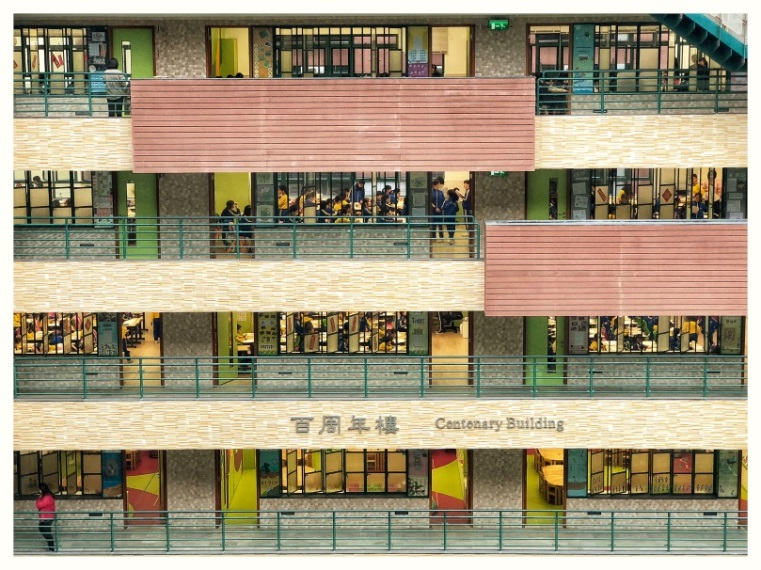 百周年樓 Centenary Building